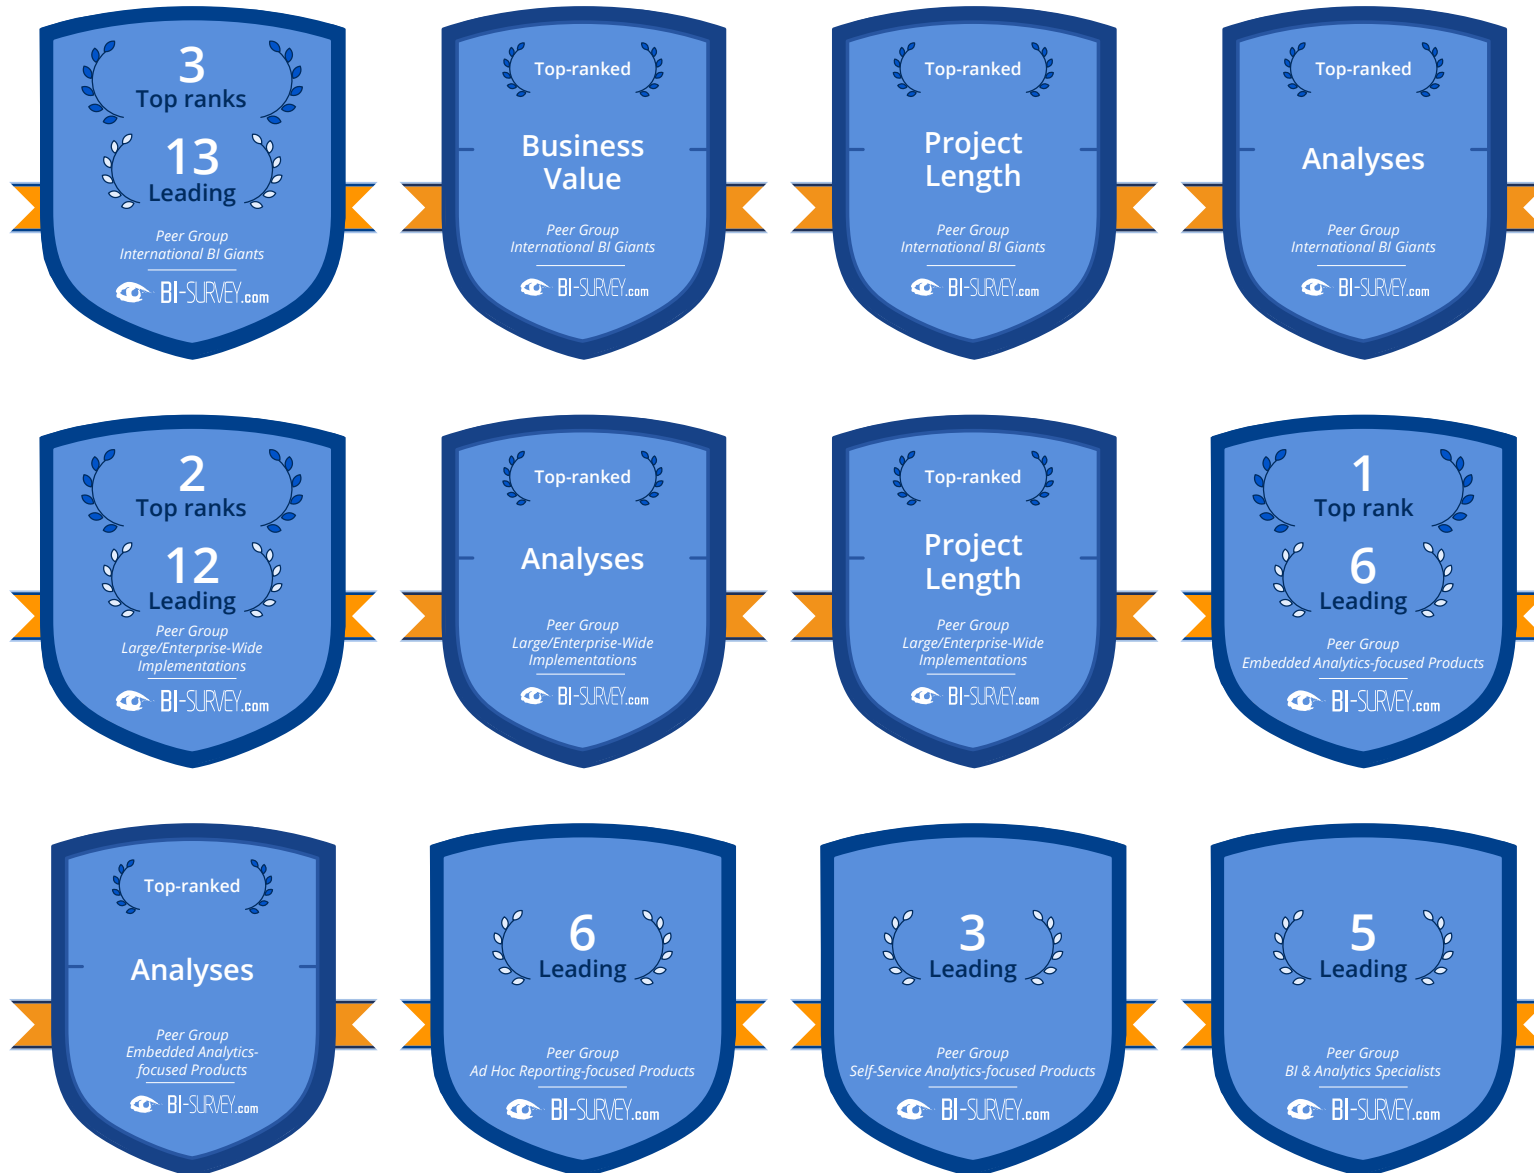 3
Top ranks
13
Leading
Peer Group
International BI Giants
BI-SURVEY.com
Top-ranked
Business
Value
Peer Group
International BI Giants
BI-SURVEY.com
Top-ranked
Project
Length
Peer Group
International BI Giants
BI-SURVEY.com
Top-ranked
Analyses
Peer Group
International BI Giants
BI-SURVEY.com
2
Top ranks
12
Leading
Peer Group
Large/Enterprise-Wide
Implementations
BI-SURVEY.com
Top-ranked
Analyses
Peer Group
Large/Enterprise-Wide
Implementations
BI-SURVEY.com
Top-ranked
Project
Length
Peer Group
Large/Enterprise-Wide
Implementations
BI-SURVEY.com
1
Top rank
6
Leading
Peer Group
Embedded Analytics-focused Products
BI-SURVEY.com
Top-ranked
Analyses
Peer Group
Embedded Analytics-
focused Products
BI-SURVEY.com
6
Leading
Peer Group
Ad Hoc Reporting-focused Products
BI-SURVEY.com
3
Leading
Peer Group
Self-Service Analytics-focused Products
BI-SURVEY.com
5
Leading
Peer Group
BI & Analytics Specialists
BI-SURVEY.com